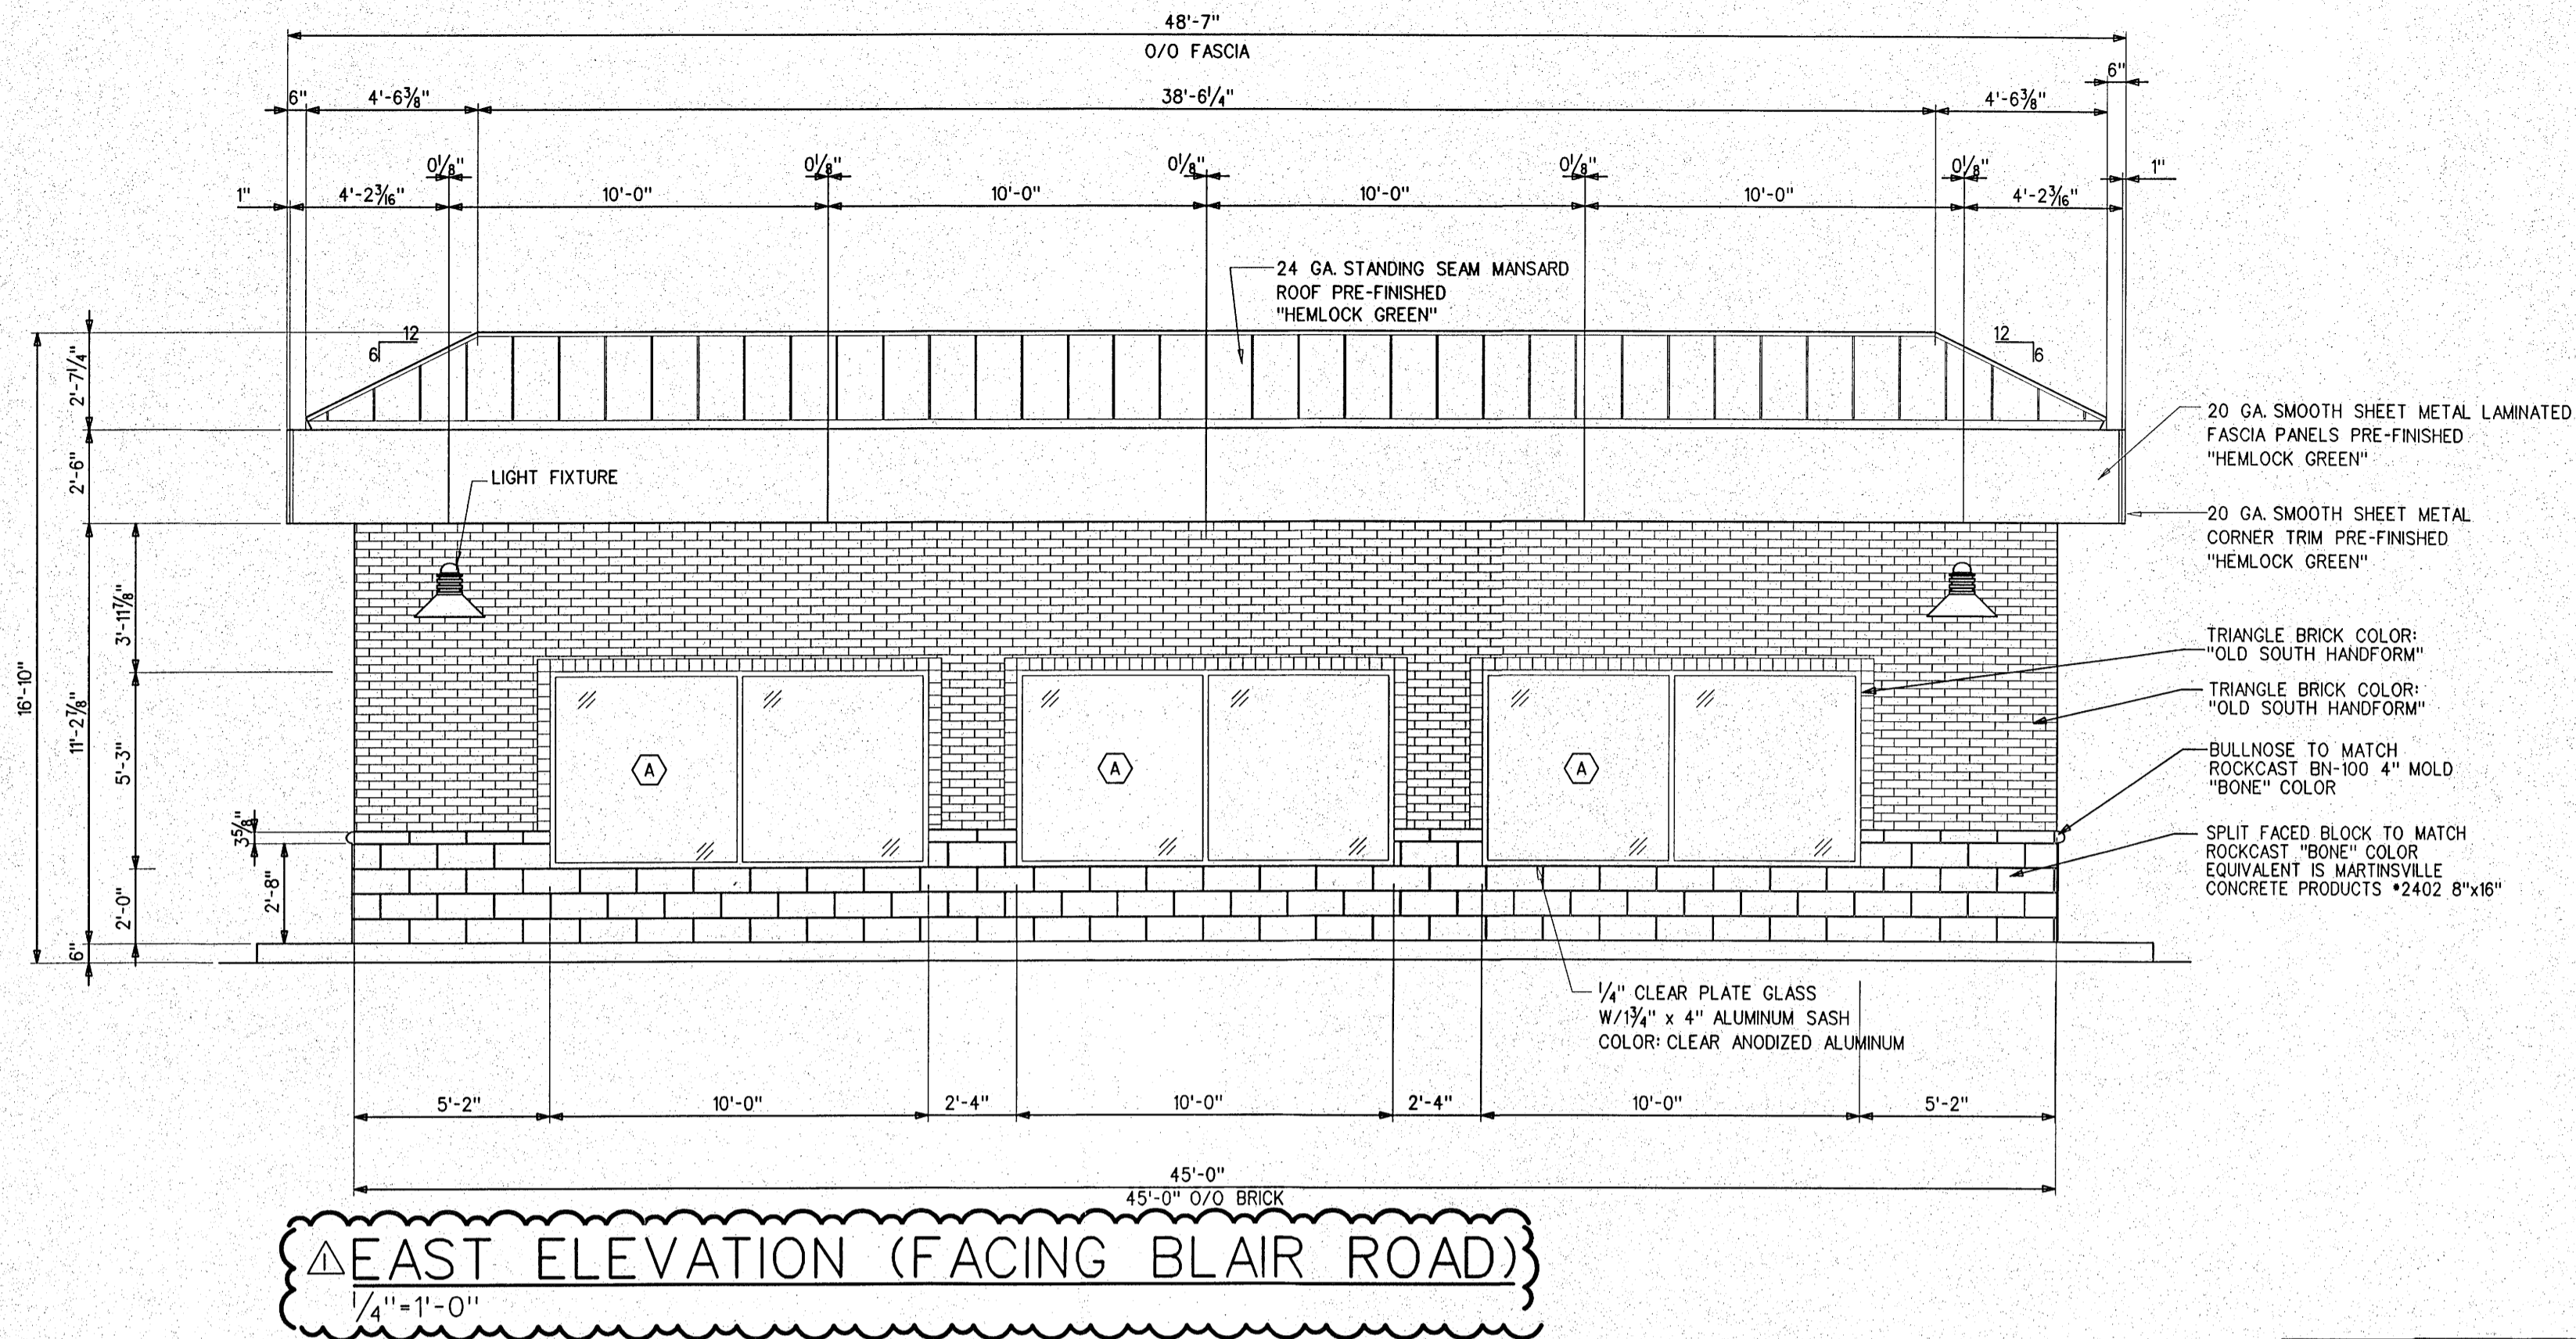 48'-7"
O/O FASCIA
6"
6" 4'-6⅜" 38'-6¼" 4'-6⅜"
0⅛" 0⅛" 0⅛" 0⅛" 0⅛"
1" 4'-2³⁄₁₆" 10'-0" 10'-0" 10'-0" 10'-0" 4'-2³⁄₁₆" 1"
24 GA. STANDING SEAM MANSARD
ROOF PRE-FINISHED
"HEMLOCK GREEN"
12
6
12
6
2'-7¼"
2'-6"
16'-10"
11'-2⅞"
6"
3'-11⅞"
5'-3"
2'-0"
3⅝"
2'-8"
LIGHT FIXTURE
20 GA. SMOOTH SHEET METAL LAMINATED
FASCIA PANELS PRE-FINISHED
"HEMLOCK GREEN"
20 GA. SMOOTH SHEET METAL
CORNER TRIM PRE-FINISHED
"HEMLOCK GREEN"
TRIANGLE BRICK COLOR:
"OLD SOUTH HANDFORM"
TRIANGLE BRICK COLOR:
"OLD SOUTH HANDFORM"
BULLNOSE TO MATCH
ROCKCAST BN-100 4" MOLD
"BONE" COLOR
SPLIT FACED BLOCK TO MATCH
ROCKCAST "BONE" COLOR
EQUIVALENT IS MARTINSVILLE
CONCRETE PRODUCTS #2402 8"x16"
A A A
¼" CLEAR PLATE GLASS
W/1¾" x 4" ALUMINUM SASH
COLOR: CLEAR ANODIZED ALUMINUM
5'-2" 10'-0" 2'-4" 10'-0" 2'-4" 10'-0" 5'-2"
45'-0"
45'-0" O/O BRICK
1 EAST ELEVATION (FACING BLAIR ROAD)
¼"=1'-0"